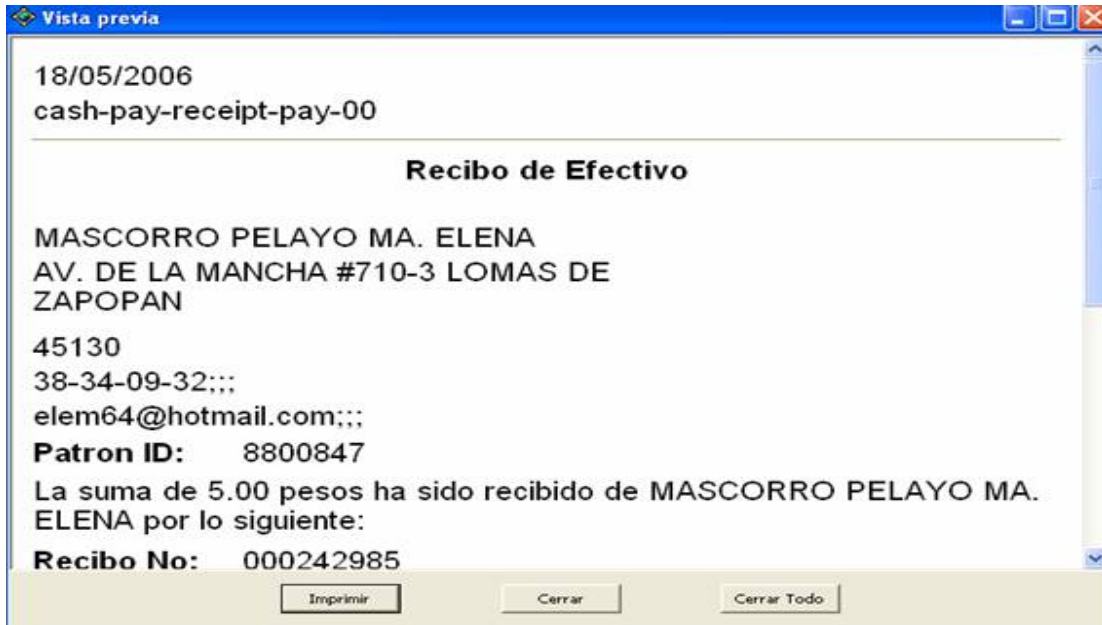 Vista previa
18/05/2006
cash-pay-receipt-pay-00
Recibo de Efectivo
MASCORRO PELAYO MA. ELENA
AV. DE LA MANCHA #710-3 LOMAS DE
ZAPOPAN
45130
38-34-09-32;;;
elem64@hotmail.com;;;
Patron ID: 8800847
La suma de 5.00 pesos ha sido recibido de MASCORRO PELAYO MA.
ELENA por lo siguiente:
Recibo No: 000242985
Imprimir Cerrar Cerrar Todo